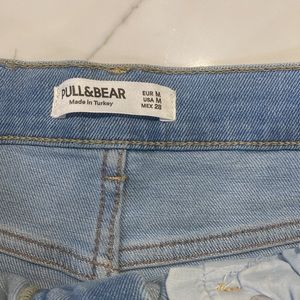 PULL&BEAR
Made in Turkey
EUR M
USA M
MEX 28